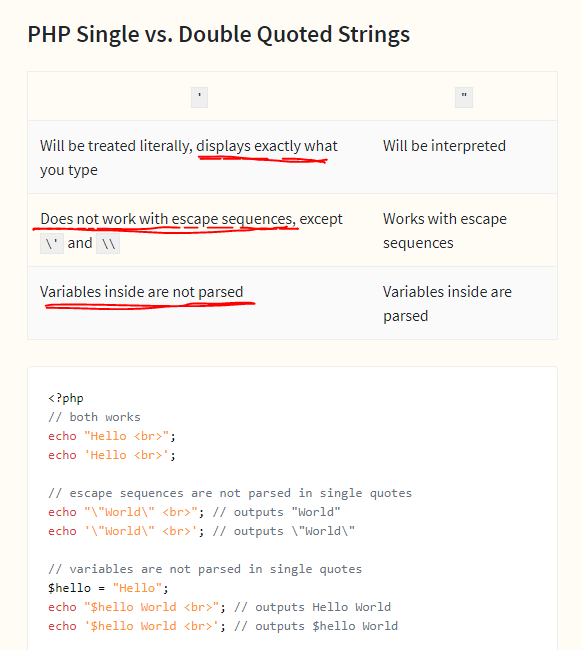 PHP Single vs. Double Quoted Strings
' "
Will be treated literally, displays exactly what Will be interpreted
you type
Does not work with escape sequences, except Works with escape
\' and \\ sequences
Variables inside are not parsed Variables inside are
parsed
<?php
// both works
echo "Hello <br>";
echo 'Hello <br>';
// escape sequences are not parsed in single quotes
echo "\"World\" <br>"; // outputs "World"
echo '\"World\" <br>'; // outputs \"World\"
// variables are not parsed in single quotes
$hello = "Hello";
echo "$hello World <br>"; // outputs Hello World
echo '$hello World <br>'; // outputs $hello World